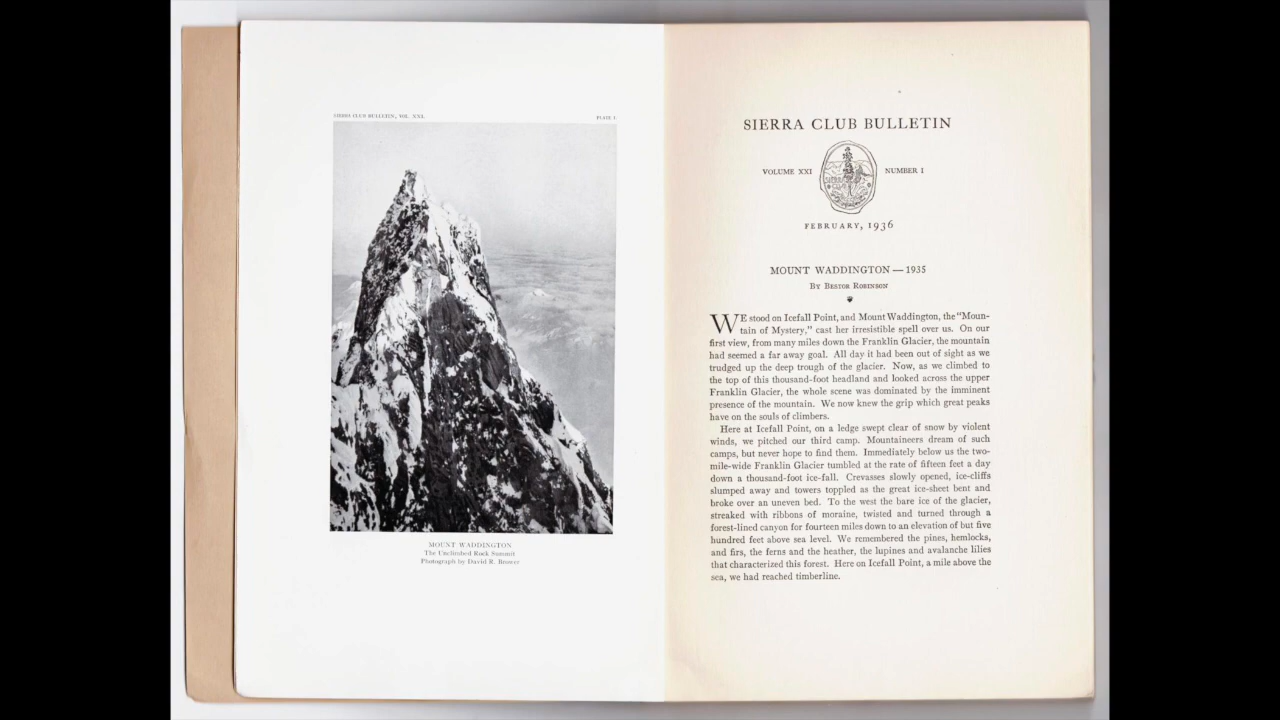 SIERRA CLUB BULLETIN, VOL. XXI.
PLATE I.
MOUNT WADDINGTON
The Unclimbed Rock Summit
Photograph by David R. Brower
SIERRA CLUB BULLETIN
VOLUME XXI
NUMBER I
FEBRUARY, 1936
MOUNT WADDINGTON — 1935
BY BESTOR ROBINSON
WE stood on Icefall Point, and Mount Waddington, the "Moun-
tain of Mystery," cast her irresistible spell over us. On our
first view, from many miles down the Franklin Glacier, the mountain
had seemed a far away goal. All day it had been out of sight as we
trudged up the deep trough of the glacier. Now, as we climbed to
the top of this thousand-foot headland and looked across the upper
Franklin Glacier, the whole scene was dominated by the imminent
presence of the mountain. We now knew the grip which great peaks
have on the souls of climbers.
Here at Icefall Point, on a ledge swept clear of snow by violent
winds, we pitched our third camp. Mountaineers dream of such
camps, but never hope to find them. Immediately below us the two-
mile-wide Franklin Glacier tumbled at the rate of fifteen feet a day
down a thousand-foot ice-fall. Crevasses slowly opened, ice-cliffs
slumped away and towers toppled as the great ice-sheet bent and
broke over an uneven bed. To the west the bare ice of the glacier,
streaked with ribbons of moraine, twisted and turned through a
forest-lined canyon for fourteen miles down to an elevation of but five
hundred feet above sea level. We remembered the pines, hemlocks,
and firs, the ferns and the heather, the lupines and avalanche lilies
that characterized this forest. Here on Icefall Point, a mile above the
sea, we had reached timberline.